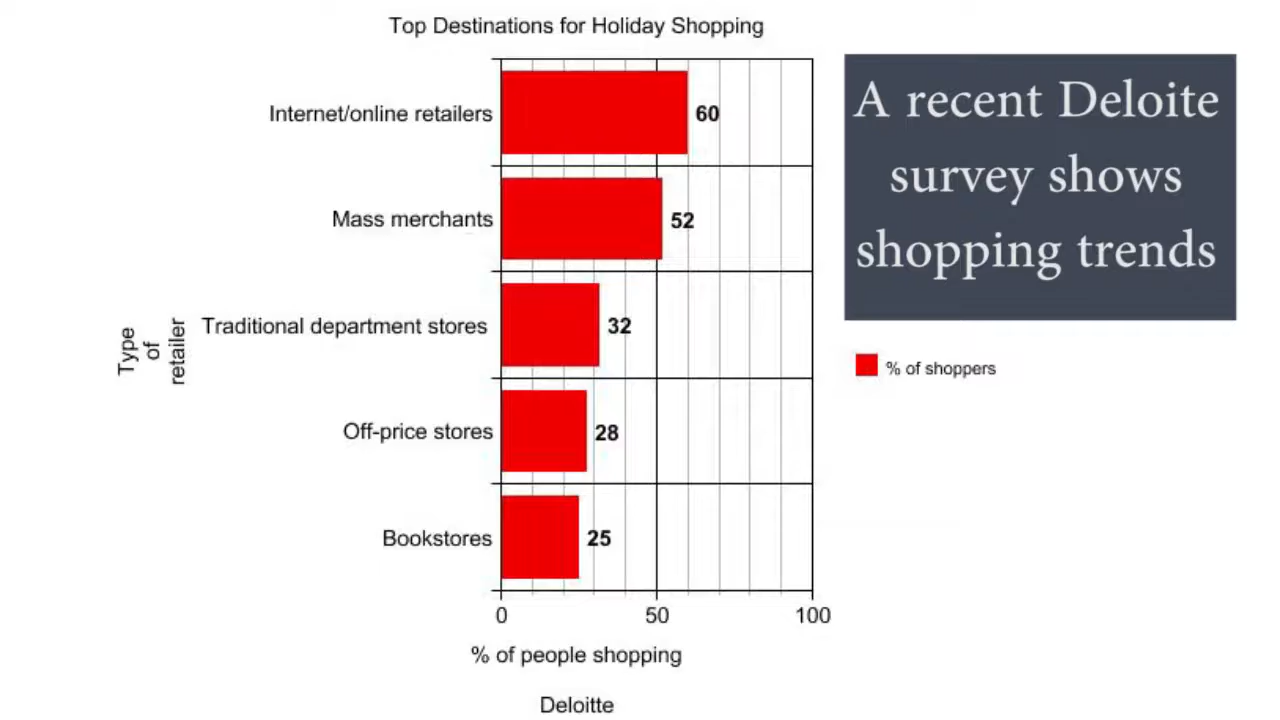 Top Destinations for Holiday Shopping
Internet/online retailers
60
Mass merchants
52
Traditional department stores
32
Off-price stores
28
Bookstores
25
Type
of
retailer
0 50 100
% of people shopping
Deloitte
A recent Deloite
survey shows
shopping trends
% of shoppers